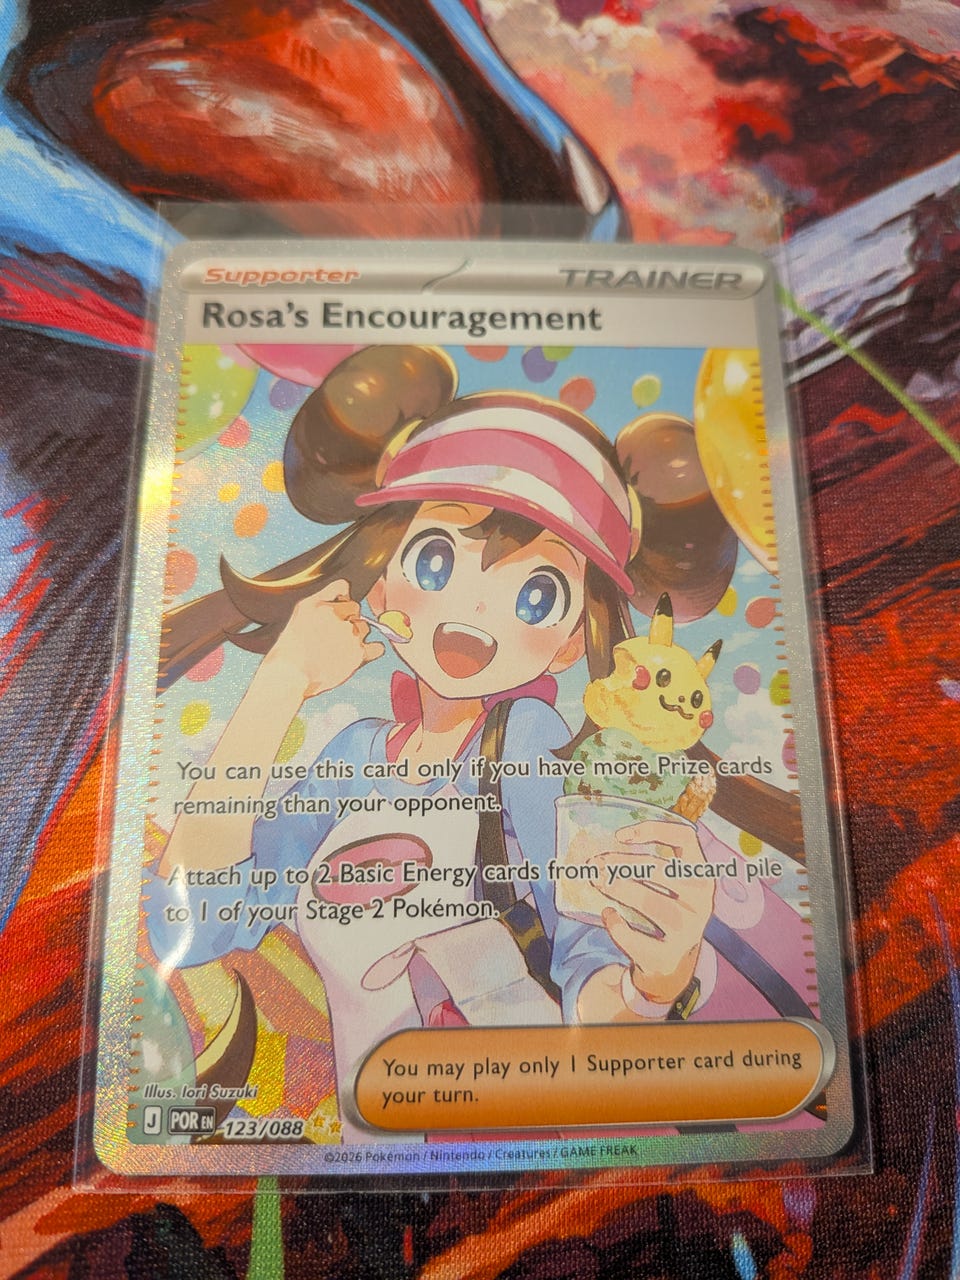 Supporter TRAINER
Rosa's Encouragement
You can use this card only if you have more Prize cards
remaining than your opponent.
Attach up to 2 Basic Energy cards from your discard pile
to 1 of your Stage 2 Pokémon.
You may play only 1 Supporter card during
your turn.
Illus. Iori Suzuki
J POR EN 123/088
©2026 Pokémon / Nintendo / Creatures / GAME FREAK